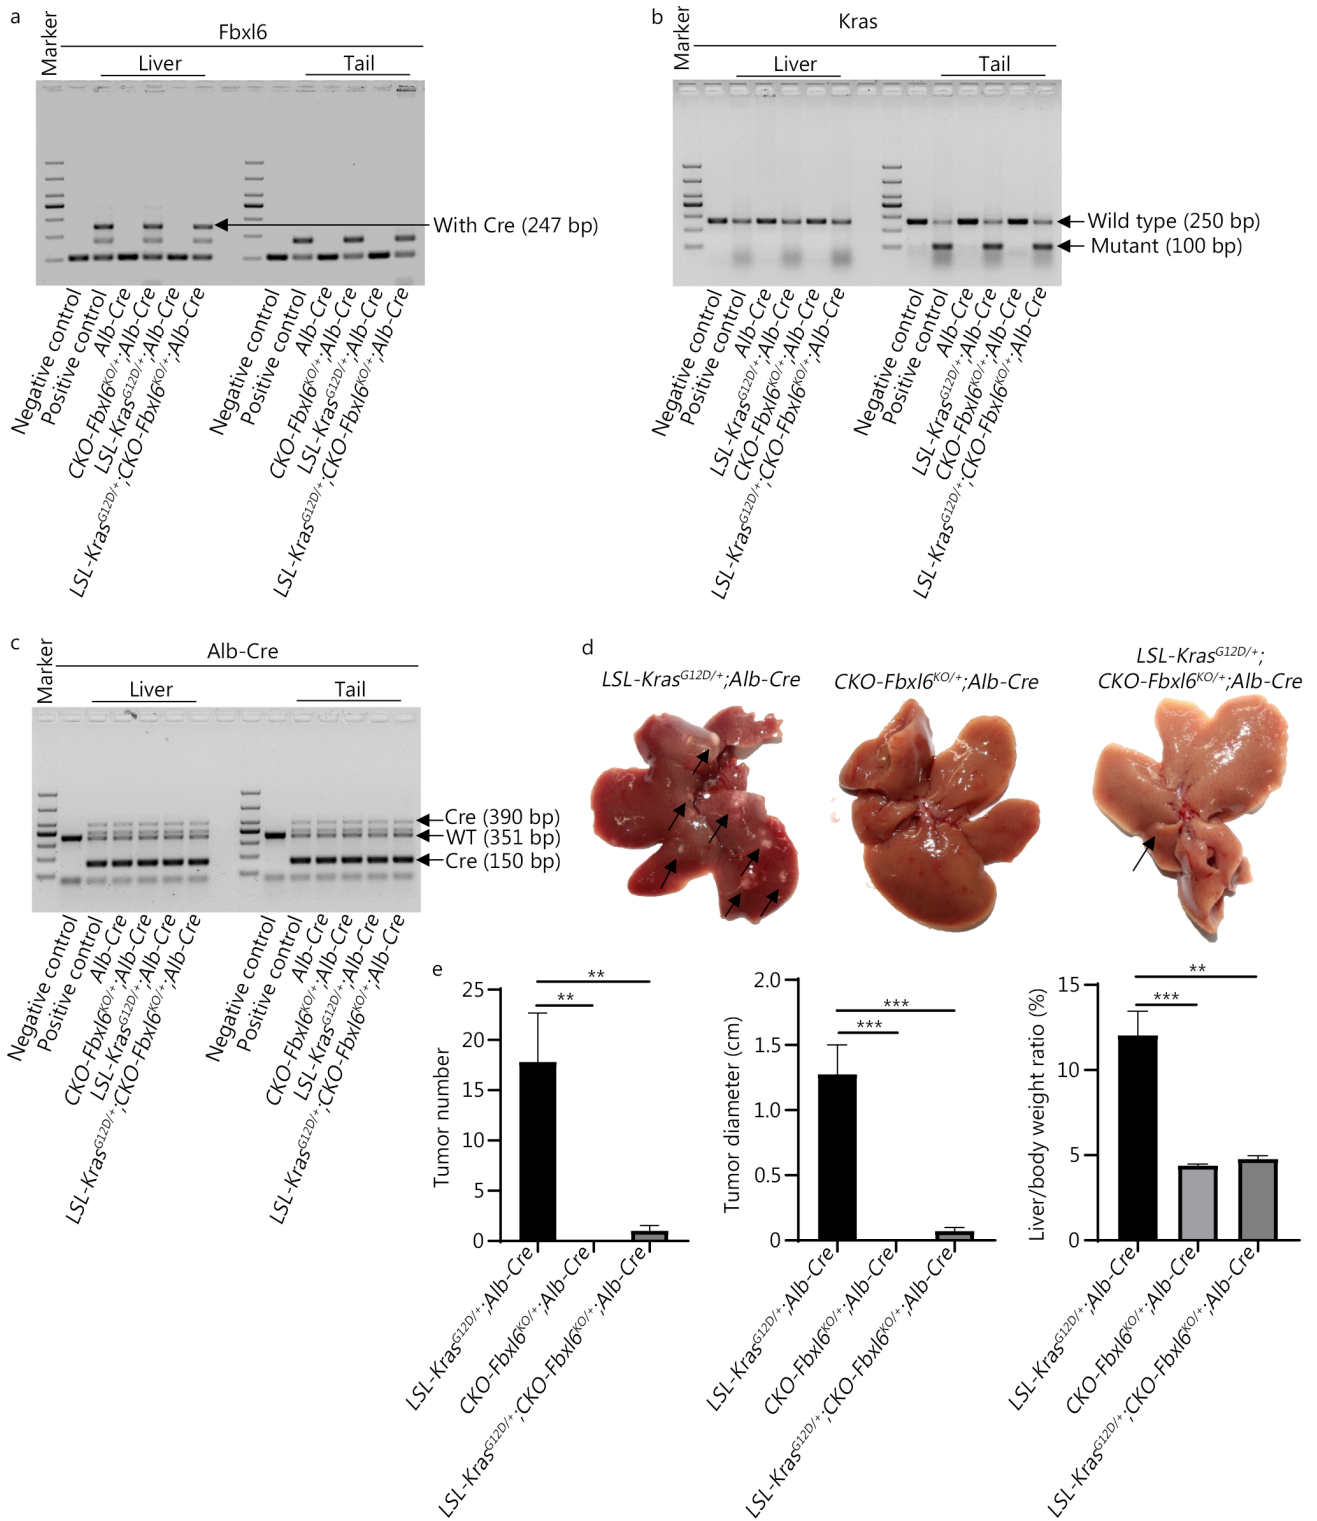 a
Marker
Fbxl6
Liver
Tail
With Cre (247 bp)
Negative control
Positive control
Alb-Cre
CKO-Fbxl6KO/+;Alb-Cre
LSL-KrasG12D/+;Alb-Cre
LSL-KrasG12D/+;CKO-Fbxl6KO/+;Alb-Cre
Negative control
Positive control
Alb-Cre
CKO-Fbxl6KO/+;Alb-Cre
LSL-KrasG12D/+;Alb-Cre
LSL-KrasG12D/+;CKO-Fbxl6KO/+;Alb-Cre
b
Marker
Kras
Liver
Tail
Wild type (250 bp)
Mutant (100 bp)
Negative control
Positive control
Alb-Cre
LSL-KrasG12D/+;Alb-Cre
CKO-Fbxl6KO/+;Alb-Cre
LSL-KrasG12D/+;CKO-Fbxl6KO/+;Alb-Cre
Negative control
Positive control
Alb-Cre
LSL-KrasG12D/+;Alb-Cre
CKO-Fbxl6KO/+;Alb-Cre
LSL-KrasG12D/+;CKO-Fbxl6KO/+;Alb-Cre
c
Marker
Alb-Cre
Liver
Tail
Cre (390 bp)
WT (351 bp)
Cre (150 bp)
Negative control
Positive control
Alb-Cre
CKO-Fbxl6KO/+;Alb-Cre
LSL-KrasG12D/+;Alb-Cre
LSL-KrasG12D/+;CKO-Fbxl6KO/+;Alb-Cre
Negative control
Positive control
Alb-Cre
CKO-Fbxl6KO/+;Alb-Cre
LSL-KrasG12D/+;Alb-Cre
LSL-KrasG12D/+;CKO-Fbxl6KO/+;Alb-Cre
d
LSL-KrasG12D/+;Alb-Cre
CKO-Fbxl6KO/+;Alb-Cre
LSL-KrasG12D/+;
CKO-Fbxl6KO/+;Alb-Cre
e
Tumor number
25
20
15
10
5
0
**
**
LSL-KrasG12D/+;Alb-Cre
CKO-Fbxl6KO/+;Alb-Cre
LSL-KrasG12D/+;CKO-Fbxl6KO/+;Alb-Cre
Tumor diameter (cm)
2.0
1.5
1.0
0.5
0
***
***
LSL-KrasG12D/+;Alb-Cre
CKO-Fbxl6KO/+;Alb-Cre
LSL-KrasG12D/+;CKO-Fbxl6KO/+;Alb-Cre
Liver/body weight ratio (%)
15
10
5
0
**
***
LSL-KrasG12D/+;Alb-Cre
CKO-Fbxl6KO/+;Alb-Cre
LSL-KrasG12D/+;CKO-Fbxl6KO/+;Alb-Cre